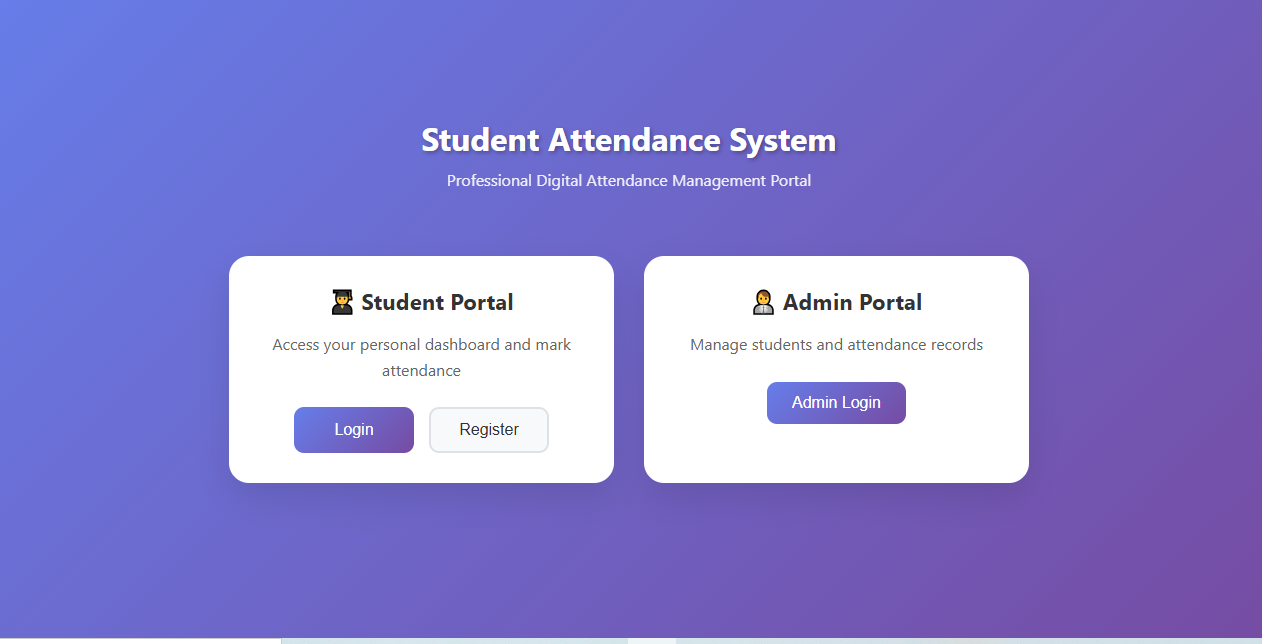 Student Attendance System
Professional Digital Attendance Management Portal
Student Portal
Access your personal dashboard and mark
attendance
Login
Register
Admin Portal
Manage students and attendance records
Admin Login